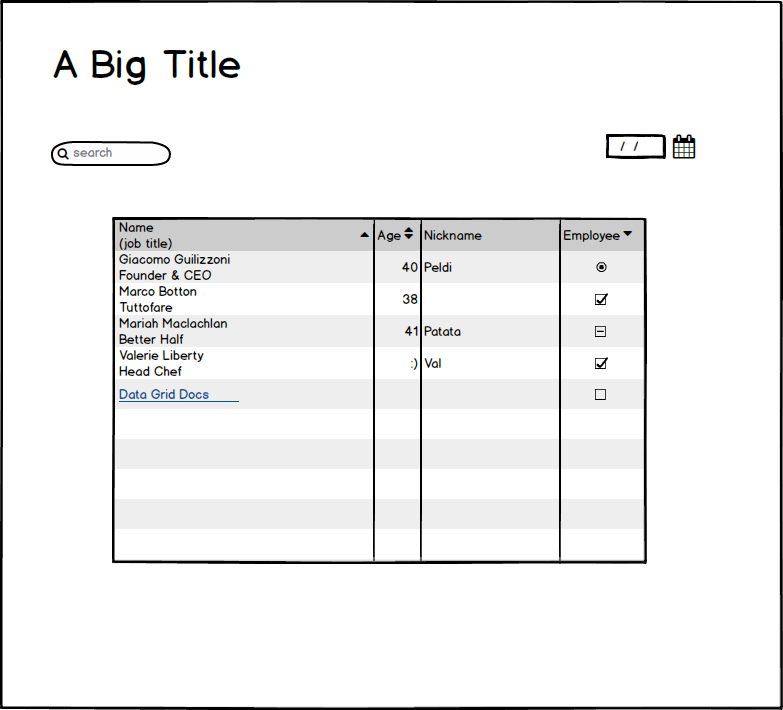 A Big Title
search
/ /
Name
(job title)
Age
Nickname
Employee
Giacomo Guilizzoni
Founder & CEO
40
Peldi
Marco Botton
Tuttofare
38
Mariah Maclachlan
Better Half
41
Patata
Valerie Liberty
Head Chef
:)
Val
Data Grid Docs